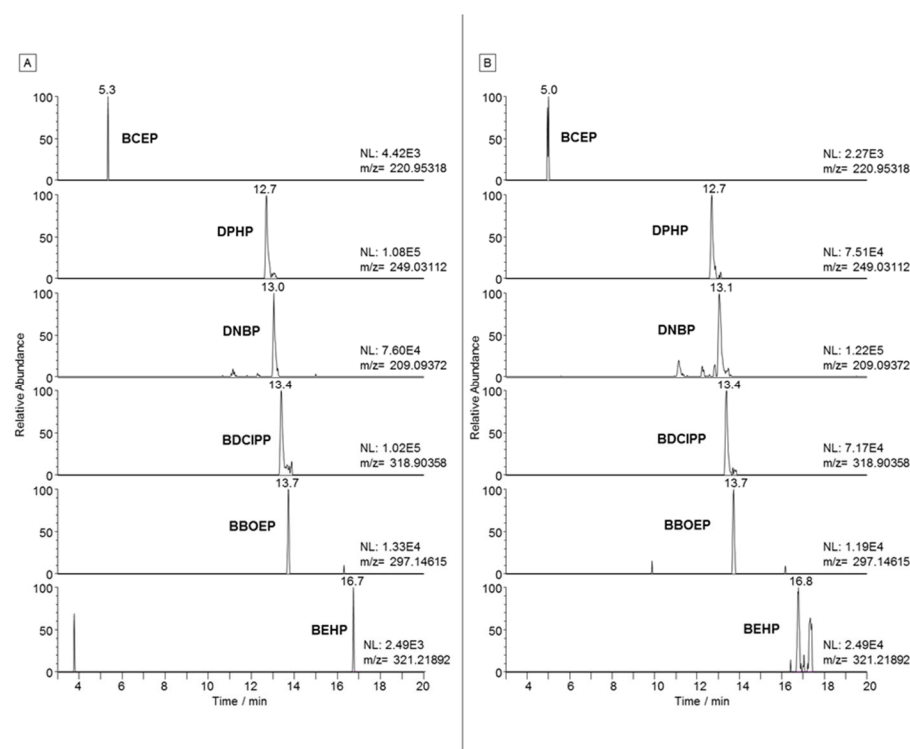 A
5.3
100
50
0
BCEP
NL: 4.42E3
m/z= 220.95318
12.7
100
50
0
DPHP
NL: 1.08E5
m/z= 249.03112
13.0
100
50
0
DNBP
NL: 7.60E4
m/z= 209.09372
13.4
100
50
0
BDCIPP
NL: 1.02E5
m/z= 318.90358
13.7
100
50
0
BBOEP
NL: 1.33E4
m/z= 297.14615
16.7
100
50
0
BEHP
NL: 2.49E3
m/z= 321.21892
4 6 8 10 12 14 16 18 20
Time / min
Relative Abundance
B
5.0
100
50
0
BCEP
NL: 2.27E3
m/z= 220.95318
12.7
100
50
0
DPHP
NL: 7.51E4
m/z= 249.03112
13.1
100
50
0
DNBP
NL: 1.22E5
m/z= 209.09372
13.4
100
50
0
BDCIPP
NL: 7.17E4
m/z= 318.90358
13.7
100
50
0
BBOEP
NL: 1.19E4
m/z= 297.14615
16.8
100
50
0
BEHP
NL: 2.49E4
m/z= 321.21892
4 6 8 10 12 14 16 18 20
Time / min
Relative Abundance